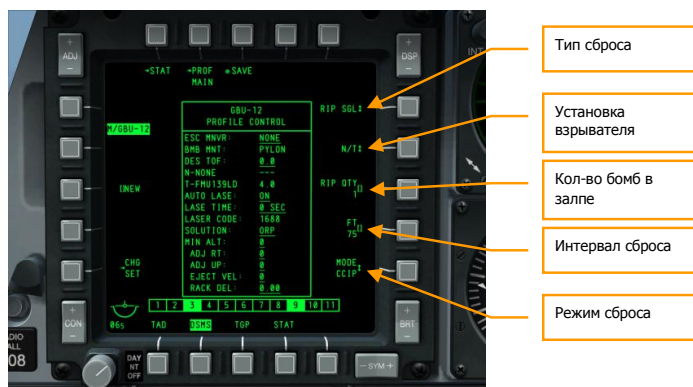 ADJ
DSP
INT
→STAT
→PROF
MAIN
SAVE
M/GBU-12
GBU-12
PROFILE CONTROL
ESC MNVR: NONE
BMB MNT: PYLON
DES TOF: 0.0
N-NONE ---
T-FMU139LD 4.0
AUTO LASE: ON
LASE TIME: 0 SEC
LASER CODE: 1688
SOLUTION: ORP
MIN ALT: 0
ADJ RT: 0
ADJ UP: 0
EJECT VEL: 0
RACK DEL: 0.00
NEW
→CHG
SET
RIP SGL
N/T
RIP QTY
1
FT
75
MODE
CCIP
1 2 3 4 5 6 7 8 9 10 11
06s
TAD DSMS TGP STAT
CON
BRT
DAY
NT
OFF
- SYM +
DIO
ALL
08
Тип сброса
Установка
взрывателя
Кол-во бомб в
залпе
Интервал сброса
Режим сброса